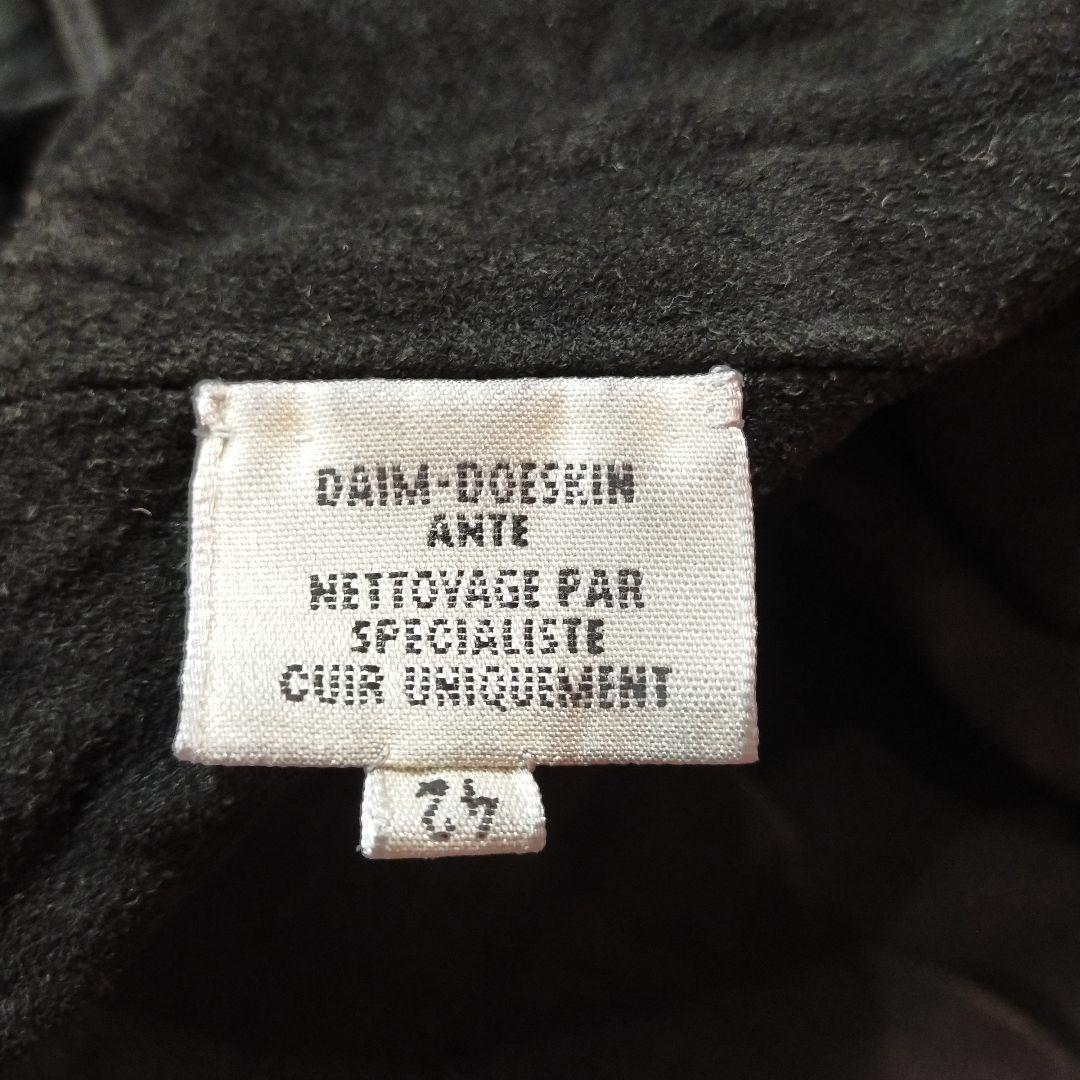 DAIM-DOESKIN
ANTE
NETTOYAGE PAR
SPECIALISTE
CUIR UNIQUEMENT
42